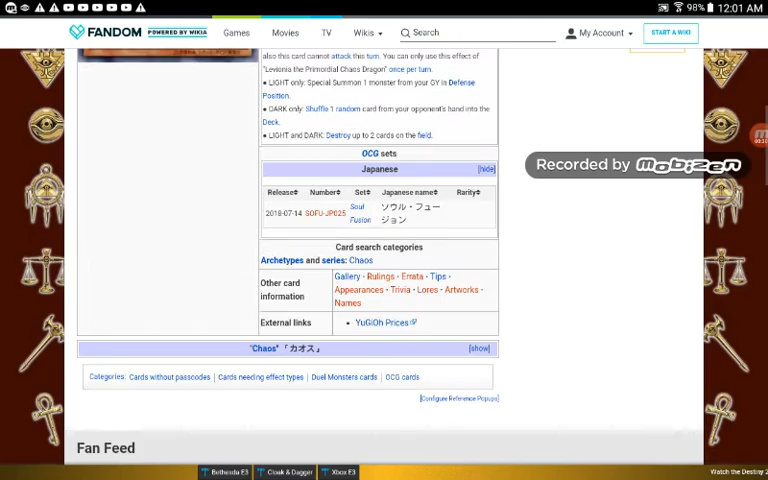 98% 12:01 AM
FANDOM POWERED BY WIKIA Games Movies TV Wikis Search My Account START A WIKI
also this card cannot attack this turn. You can only use this effect of
"Levionia the Primordial Chaos Dragon" once per turn.
● LIGHT only: Special Summon 1 monster from your GY in Defense
Position.
● DARK only: Shuffle 1 random card from your opponent's hand into the
Deck.
● LIGHT and DARK: Destroy up to 2 cards on the field.
OCG sets
Japanese [hide]
Release Number Set Japanese name Rarity
2018-07-14 SOFU-JP025 Soul Fusion ソウル・フュー
ジョン
Card search categories
Archetypes and series: Chaos
Other card information
Gallery · Rulings · Errata · Tips ·
Appearances · Trivia · Lores · Artworks ·
Names
External links • YuGiOh Prices
"Chaos" 「カオス」 [show]
Categories: Cards without passcodes | Cards needing effect types | Duel Monsters cards | OCG cards
[Configure Reference Popups]
Fan Feed
Bethesda E3 Cloak & Dagger Xbox E3 Watch the Destiny 2
Recorded by mobizen